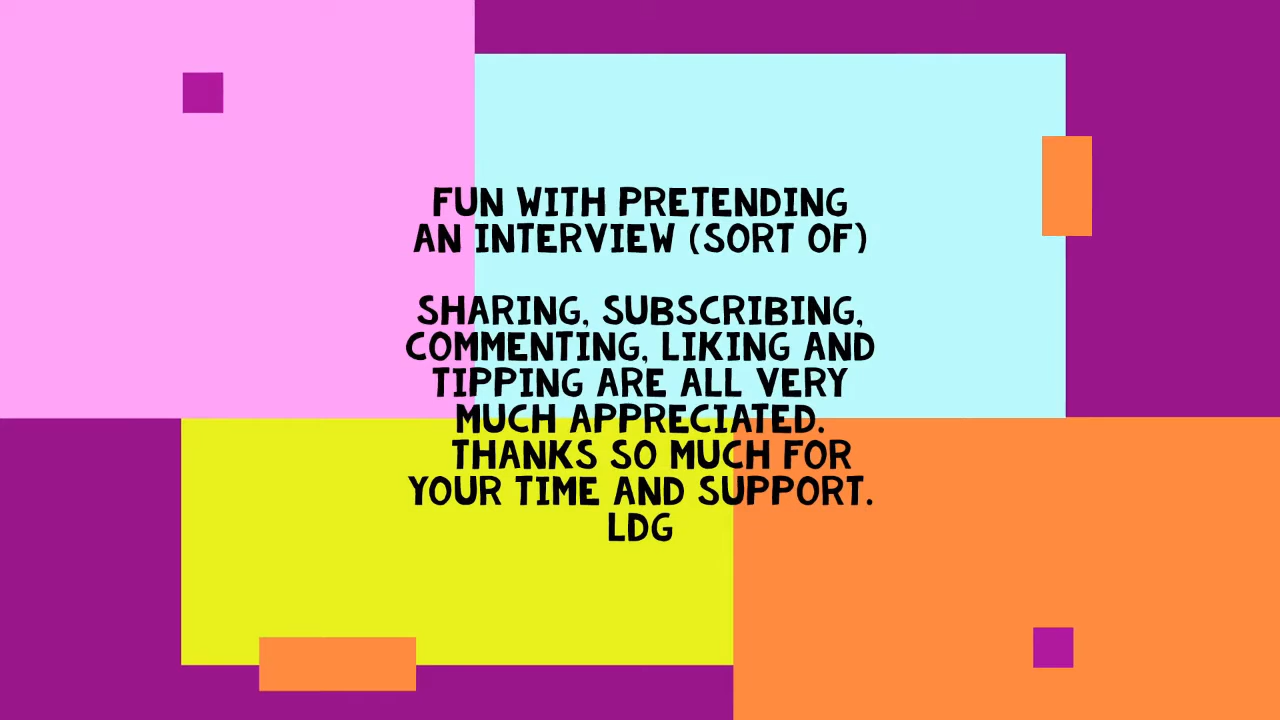 FUN WITH PRETENDING
AN INTERVIEW (SORT OF)
SHARING, SUBSCRIBING,
COMMENTING, LIKING AND
TIPPING ARE ALL VERY
MUCH APPRECIATED.
THANKS SO MUCH FOR
YOUR TIME AND SUPPORT.
LDG